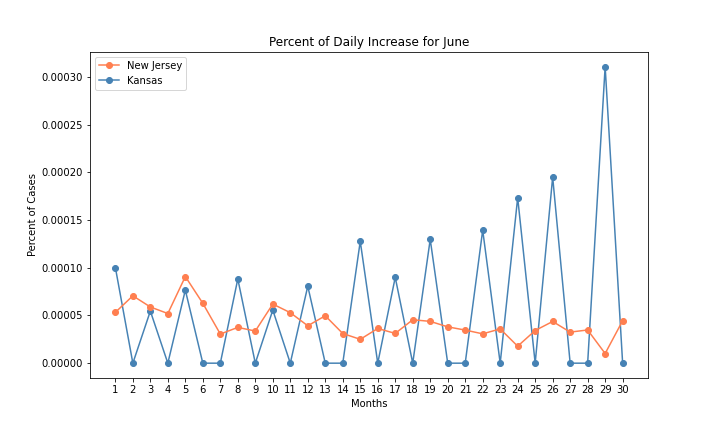 Percent of Daily Increase for June
New Jersey
Kansas
Percent of Cases
0.00030
0.00025
0.00020
0.00015
0.00010
0.00005
0.00000
1 2 3 4 5 6 7 8 9 10 11 12 13 14 15 16 17 18 19 20 21 22 23 24 25 26 27 28 29 30
Months